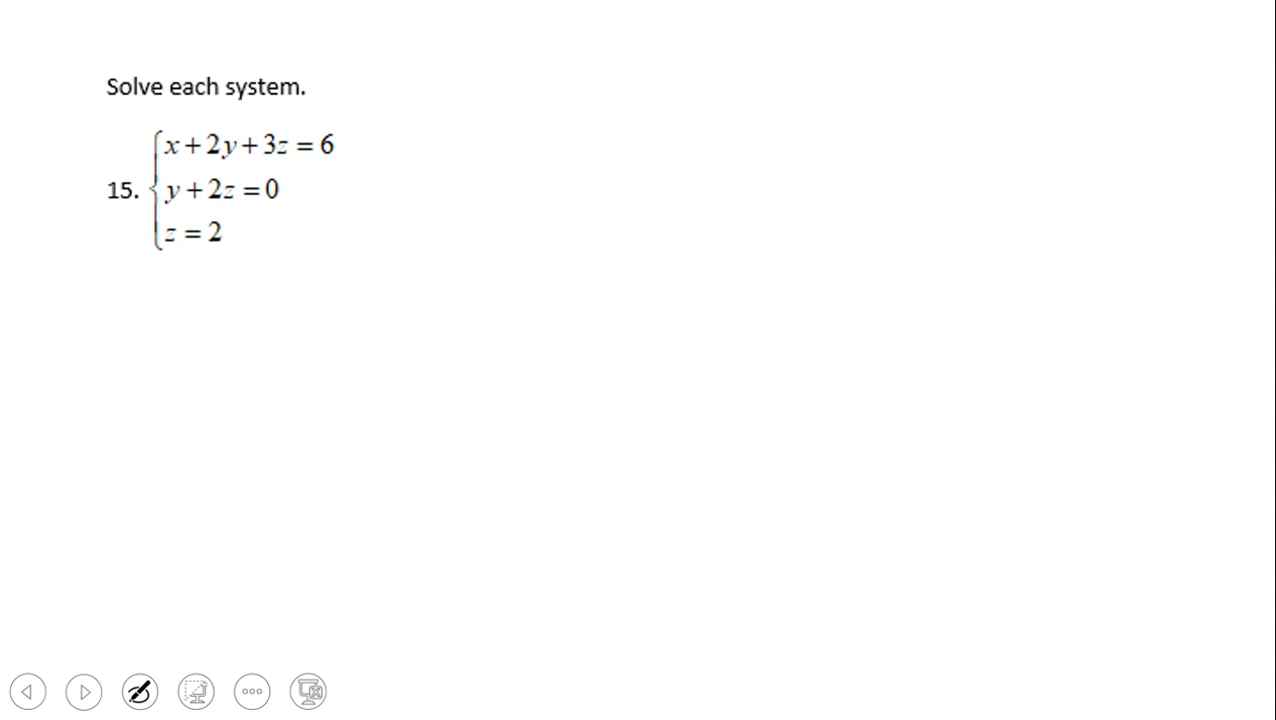 Solve each system.
x+2y+3z = 6
15. y+2z = 0
z = 2